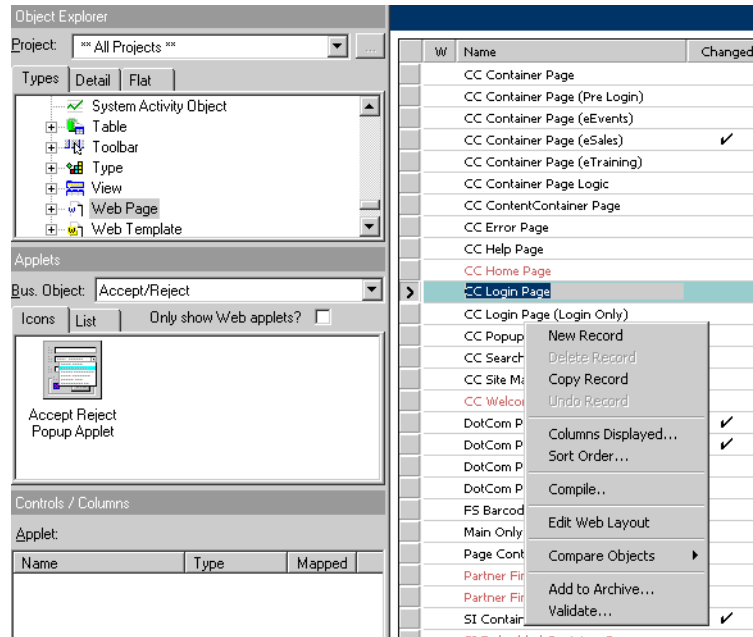 Object Explorer
Project: ** All Projects ** ...
Types Detail Flat
System Activity Object
Table
Toolbar
Type
View
Web Page
Web Template
Applets
Bus. Object: Accept/Reject
Icons List Only show Web applets?
Accept Reject
Popup Applet
Controls / Columns
Applet:
Name Type Mapped
W Name Changed
CC Container Page
CC Container Page (Pre Login)
CC Container Page (eEvents)
CC Container Page (eSales)
CC Container Page (eTraining)
CC Container Page Logic
CC ContentContainer Page
CC Error Page
CC Help Page
CC Home Page
CC Login Page
CC Login Page (Login Only)
CC Popup
CC Search
CC Site Ma
CC Welco
DotCom P
DotCom P
DotCom P
DotCom P
FS Barcod
Main Only
Page Cont
Partner Fir
Partner Fir
SI Contain
New Record
Delete Record
Copy Record
Undo Record
Columns Displayed...
Sort Order...
Compile..
Edit Web Layout
Compare Objects
Add to Archive...
Validate...